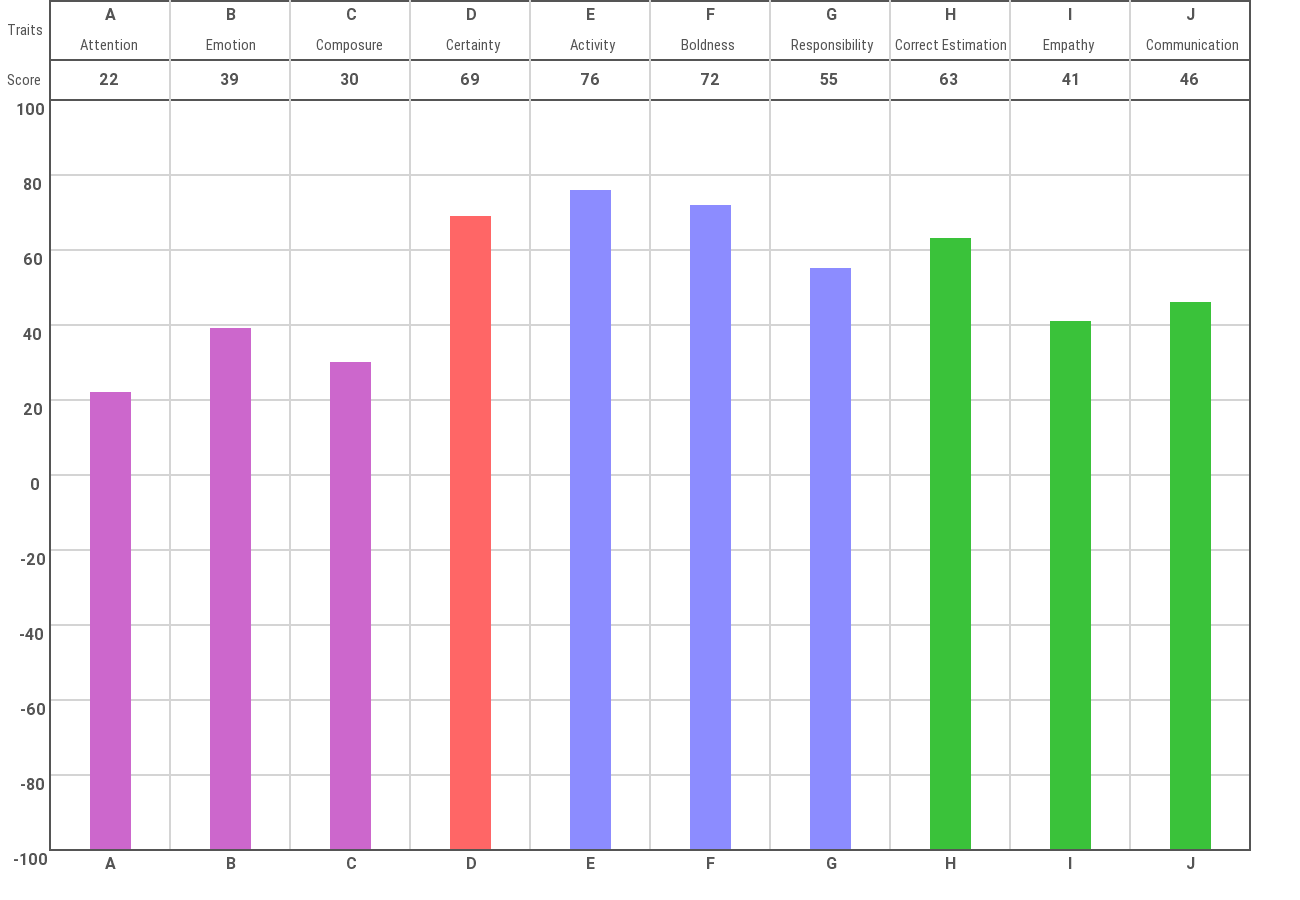 Traits A B C D E F G H I J
Attention Emotion Composure Certainty Activity Boldness Responsibility Correct Estimation Empathy Communication
Score 22 39 30 69 76 72 55 63 41 46
100
80
60
40
20
0
-20
-40
-60
-80
-100
A B C D E F G H I J